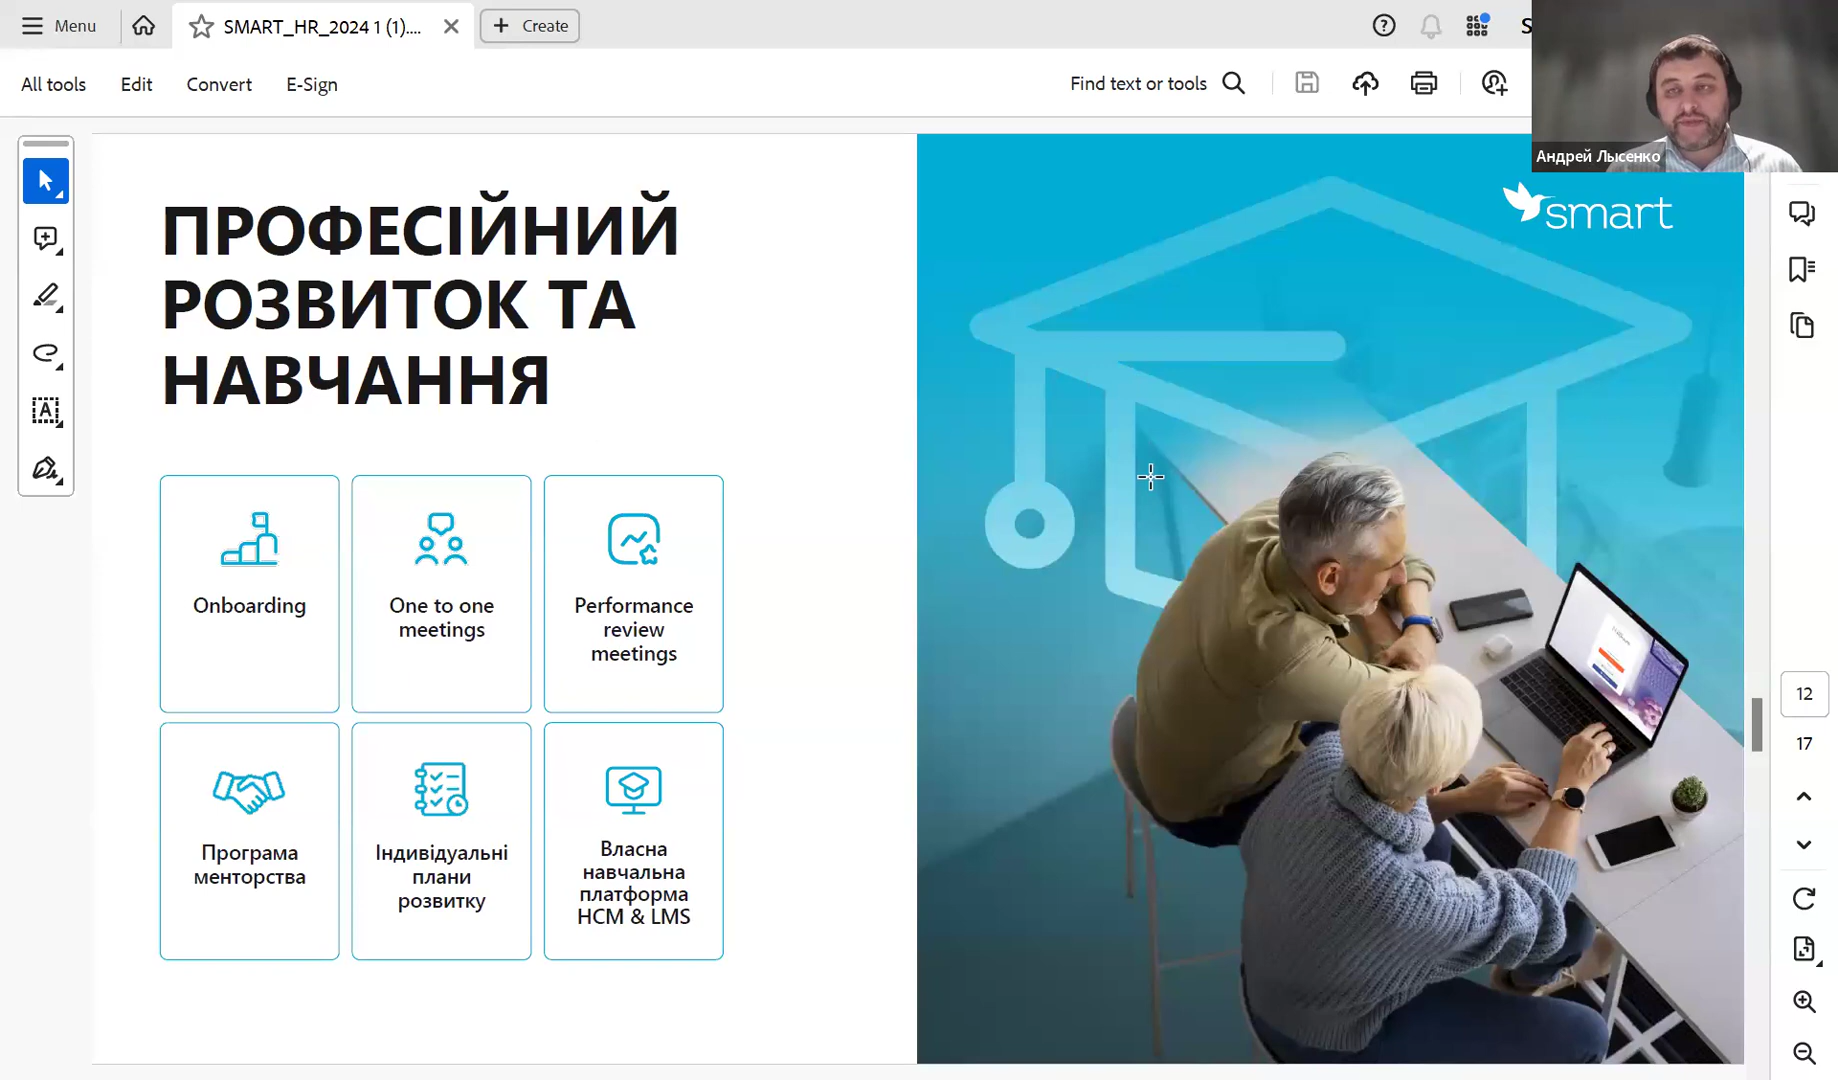 Menu
SMART_HR_2024 1 (1)....
Create
All tools
Edit
Convert
E-Sign
Find text or tools
Андрей Лысенко
smart
ПРОФЕСІЙНИЙ
РОЗВИТОК ТА
НАВЧАННЯ
Onboarding
One to one
meetings
Performance
review
meetings
Програма
менторства
Індивідуальні
плани
розвитку
Власна
навчальна
платформа
HCM & LMS
12
17